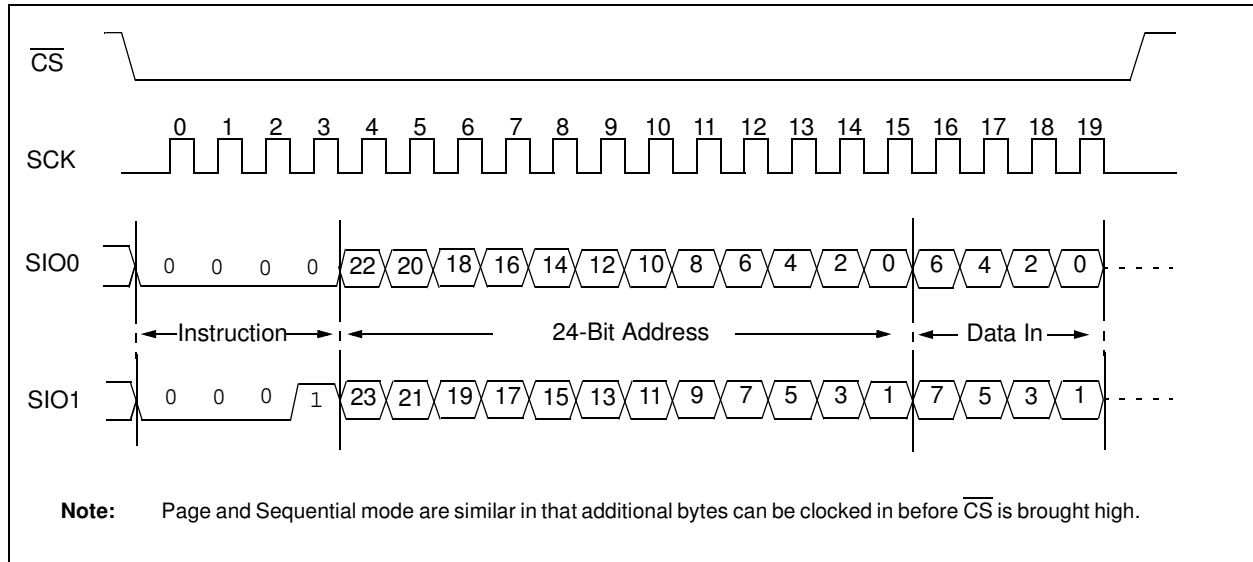 CS
0 1 2 3 4 5 6 7 8 9 10 11 12 13 14 15 16 17 18 19
SCK
SIO0 0 0 0 0 22 20 18 16 14 12 10 8 6 4 2 0 6 4 2 0
Instruction 24-Bit Address Data In
SIO1 0 0 0 1 23 21 19 17 15 13 11 9 7 5 3 1 7 5 3 1
Note: Page and Sequential mode are similar in that additional bytes can be clocked in before CS is brought high.